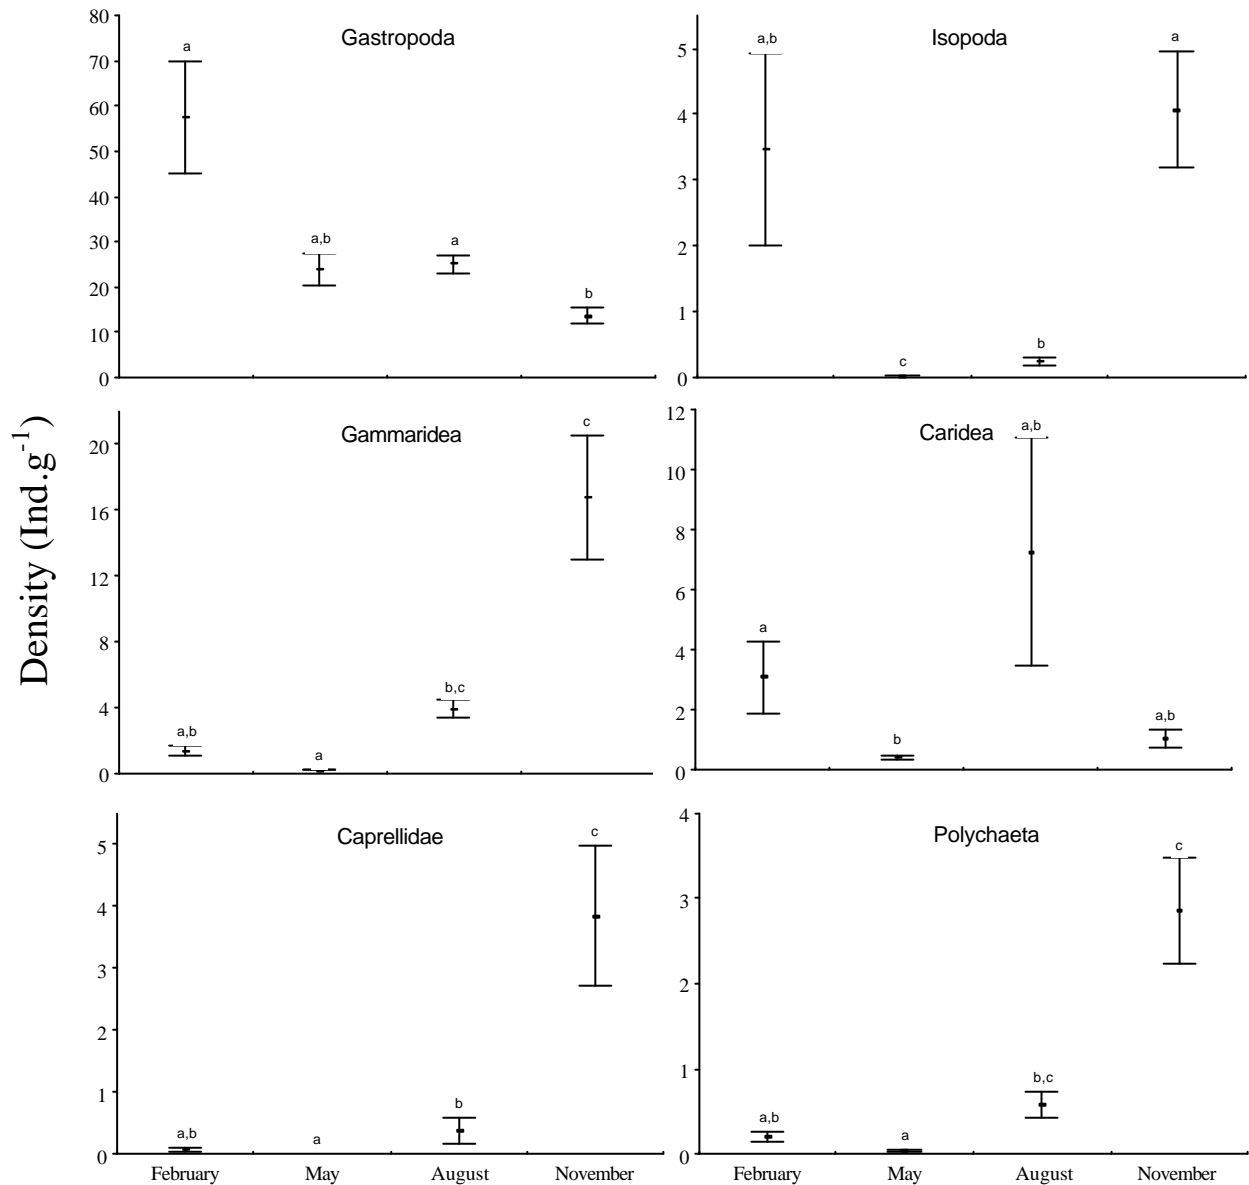 Density (Ind.g-1)
Gastropoda
80
70
60
50
40
30
20
10
0
a
a,b
a
b
Isopoda
5
4
3
2
1
0
a,b
c
b
a
Gammaridea
20
16
12
8
4
0
a,b
a
b,c
c
Caridea
12
10
8
6
4
2
0
a
b
a,b
a,b
Caprellidae
5
4
3
2
1
0
a,b
a
b
c
February May August November
Polychaeta
4
3
2
1
0
a,b
a
b,c
c
February May August November